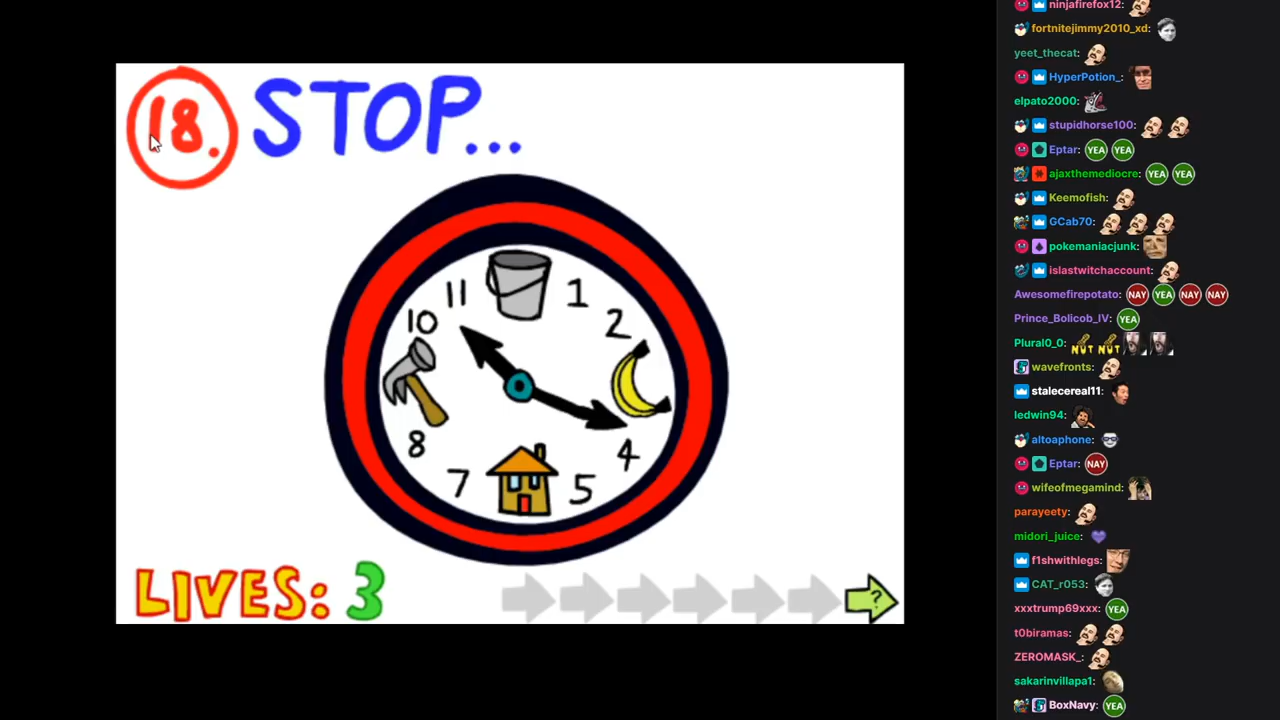 18. STOP...
11
1
10
2
8
4
7
5
LIVES: 3
?
ninjafirefox12:
fortnitejimmy2010_xd:
yeet_thecat:
HyperPotion_:
elpato2000:
stupidhorse100:
Eptar: YEA YEA
ajaxthemediocre: YEA YEA
Keemofish:
GCab70:
pokemaniacjunk:
islastwitchaccount:
Awesomefirepotato: NAY YEA NAY NAY
Prince_Bolicob_IV: YEA
Plural0_0: NUT NUT
wavefronts:
stalecereal11:
ledwin94:
altoaphone:
Eptar: NAY
wifeofmegamind:
parayeety:
midori_juice:
f1shwithlegs:
CAT_r053:
xxxtrump69xxx: YEA
t0biramas:
ZEROMASK_:
sakarinvillapa1:
BoxNavy: YEA